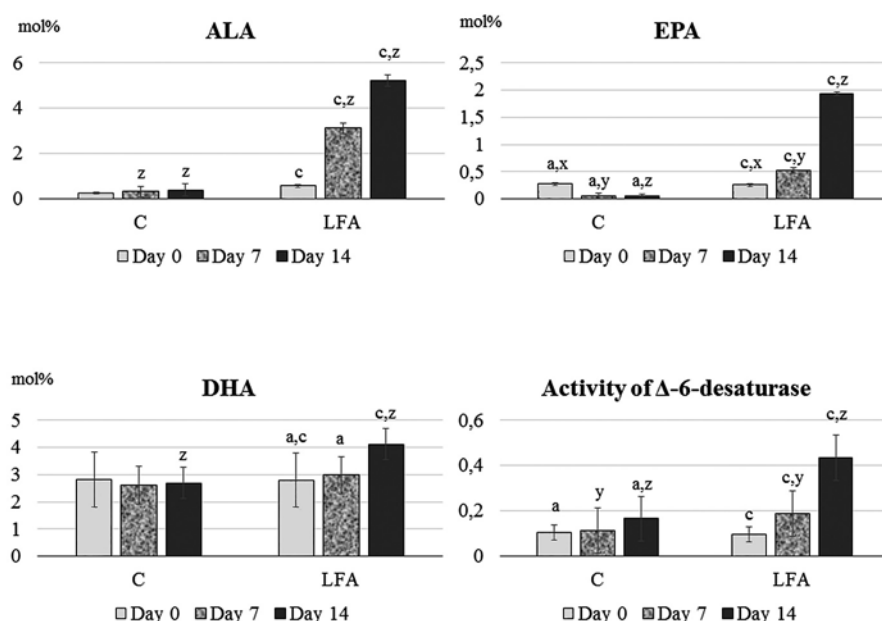 mol%
ALA
6
4
2
0
z
z
c
c,z
c,z
C
LFA
Day 0 Day 7 Day 14
mol%
EPA
2,5
2
1,5
1
0,5
0
a,x
a,y
a,z
c,x
c,y
c,z
C
LFA
Day 0 Day 7 Day 14
mol%
DHA
5
4
3
2
1
0
z
a,c
a
c,z
C
LFA
Day 0 Day 7 Day 14
Activity of Δ-6-desaturase
0,6
0,4
0,2
0
a
y
a,z
c
c,y
c,z
C
LFA
Day 0 Day 7 Day 14